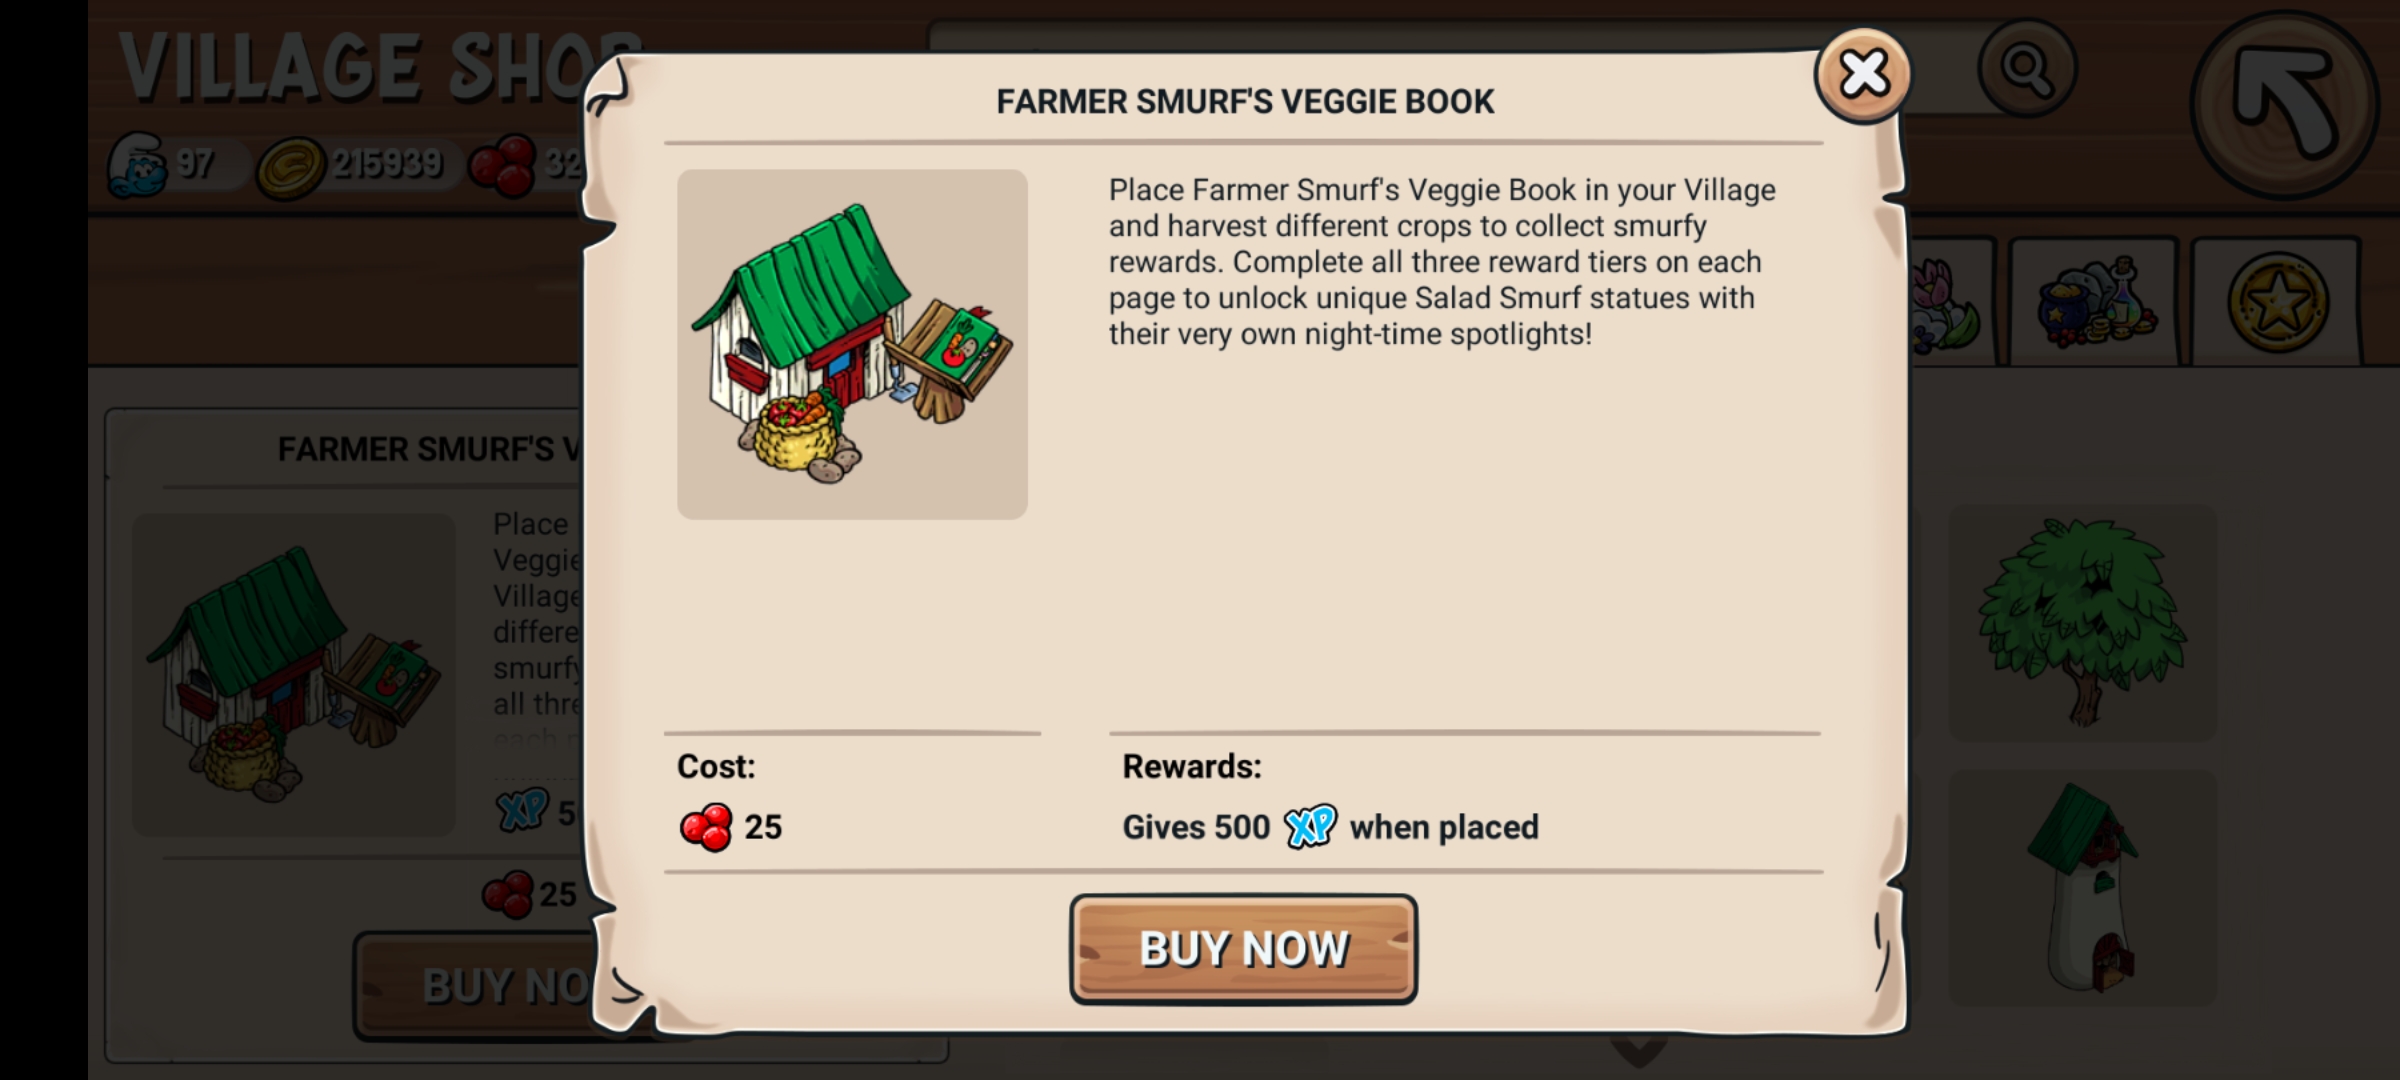 VILLAGE SHOP
97
215939
32
FARMER SMURF'S VEGGIE BOOK
Place Farmer Smurf's Veggie Book in your Village
and harvest different crops to collect smurfy
rewards. Complete all three reward tiers on each
page to unlock unique Salad Smurf statues with
their very own night-time spotlights!
Cost:
25
Rewards:
Gives 500 XP when placed
BUY NOW
FARMER SMURF'S V
Place
Veggie
Village
differe
smurfy
all thre
each
XP 5
25
BUY NO